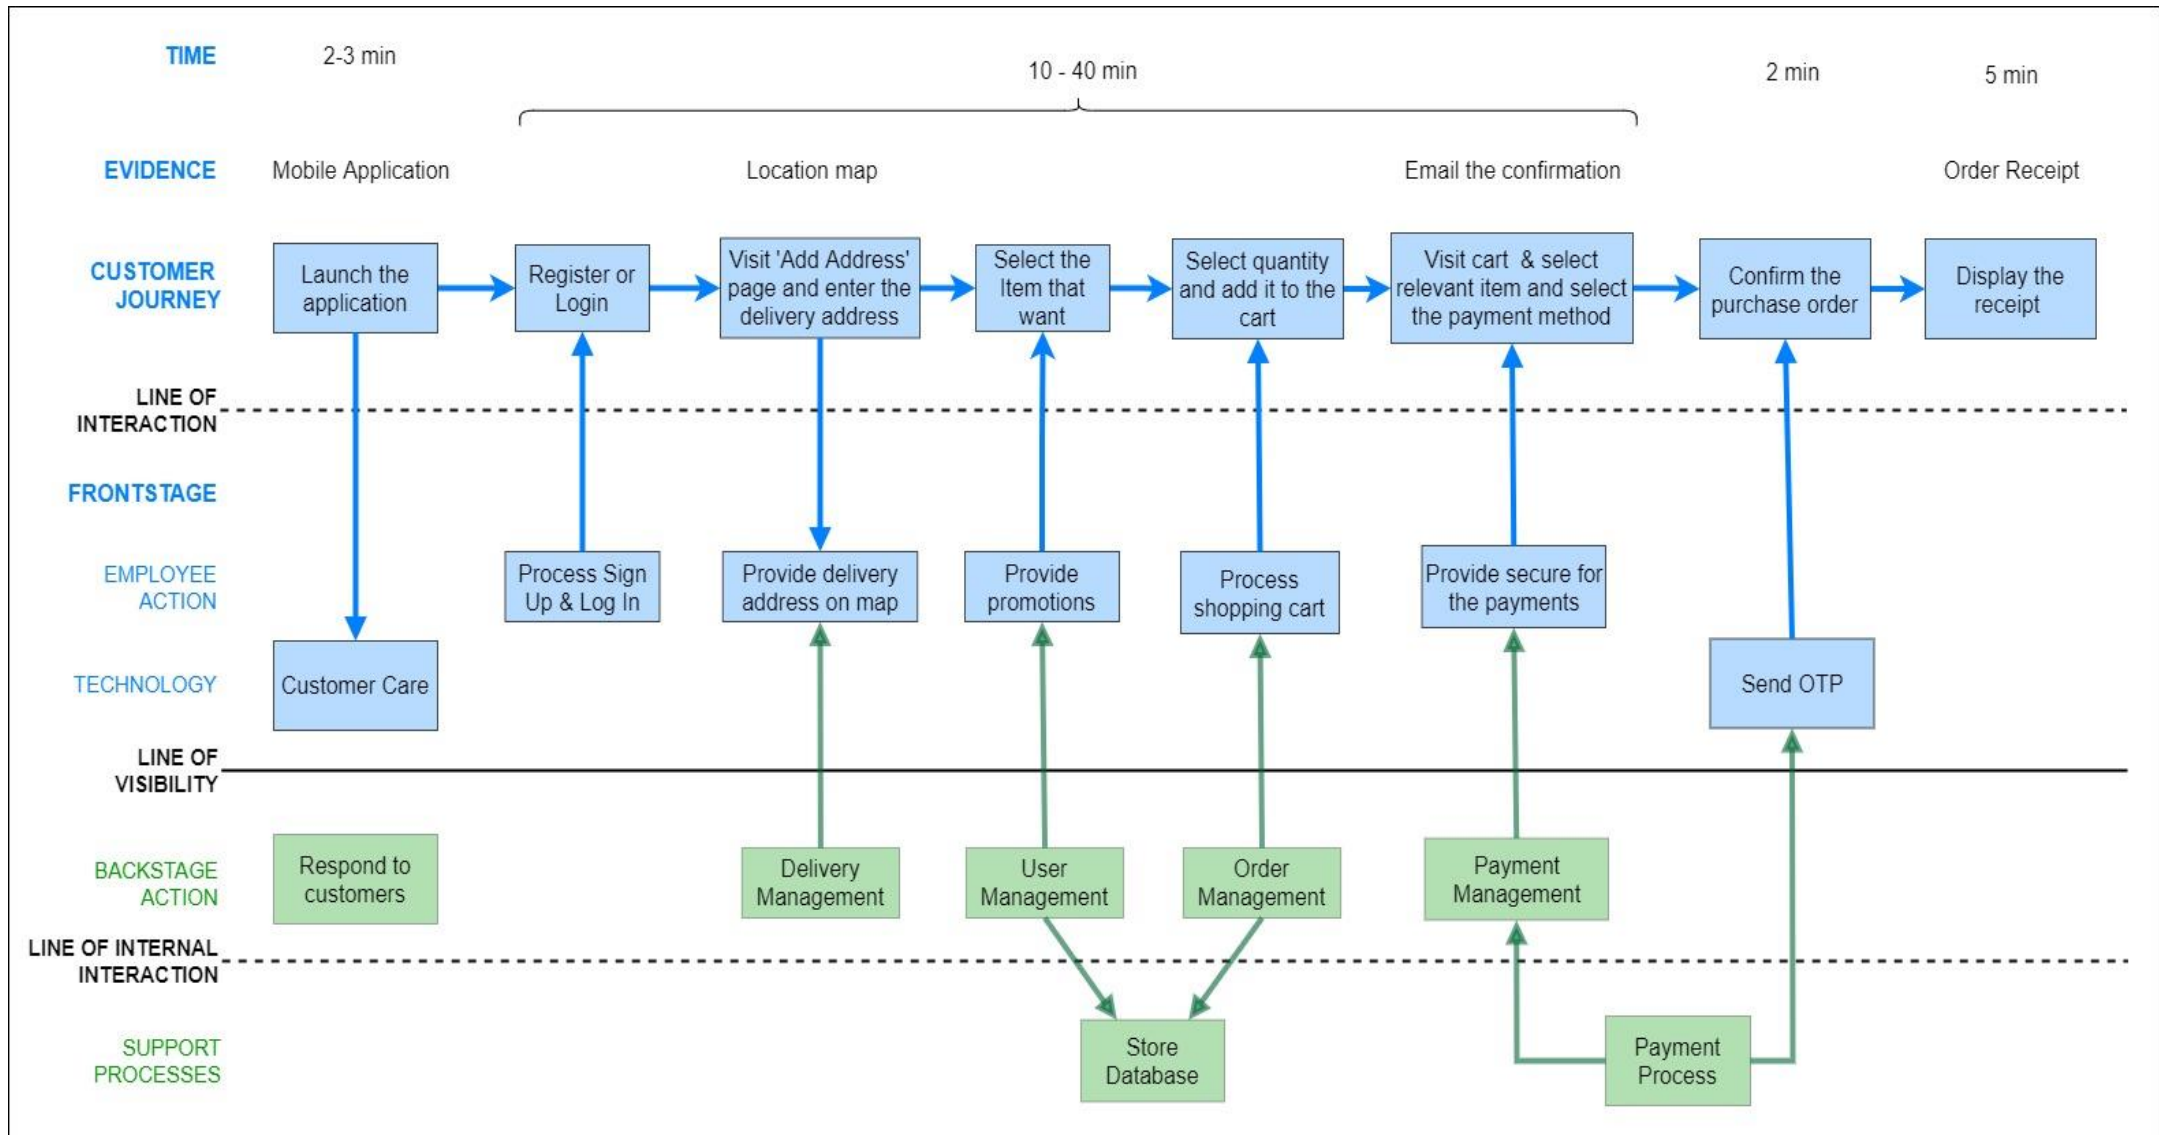 TIME
2-3 min
10 - 40 min
2 min
5 min
EVIDENCE
Mobile Application
Location map
Email the confirmation
Order Receipt
CUSTOMER
JOURNEY
Launch the
application
Register or
Login
Visit 'Add Address'
page and enter the
delivery address
Select the
Item that
want
Select quantity
and add it to the
cart
Visit cart & select
relevant item and select
the payment method
Confirm the
purchase order
Display the
receipt
LINE OF
INTERACTION
FRONTSTAGE
EMPLOYEE
ACTION
Process Sign
Up & Log In
Provide delivery
address on map
Provide
promotions
Process
shopping cart
Provide secure for
the payments
TECHNOLOGY
Customer Care
Send OTP
LINE OF
VISIBILITY
BACKSTAGE
ACTION
Respond to
customers
Delivery
Management
User
Management
Order
Management
Payment
Management
LINE OF INTERNAL
INTERACTION
SUPPORT
PROCESSES
Store
Database
Payment
Process